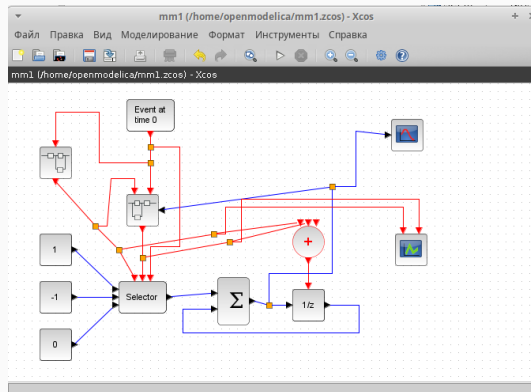 mm1 (/home/openmodelica/mm1.zcos) - Xcos
Файл Правка Вид Моделирование Формат Инструменты Справка
mm1 (/home/openmodelica/mm1.zcos) - Xcos
Event at
time 0
+
1
-1
Selector
Σ
1/z
0